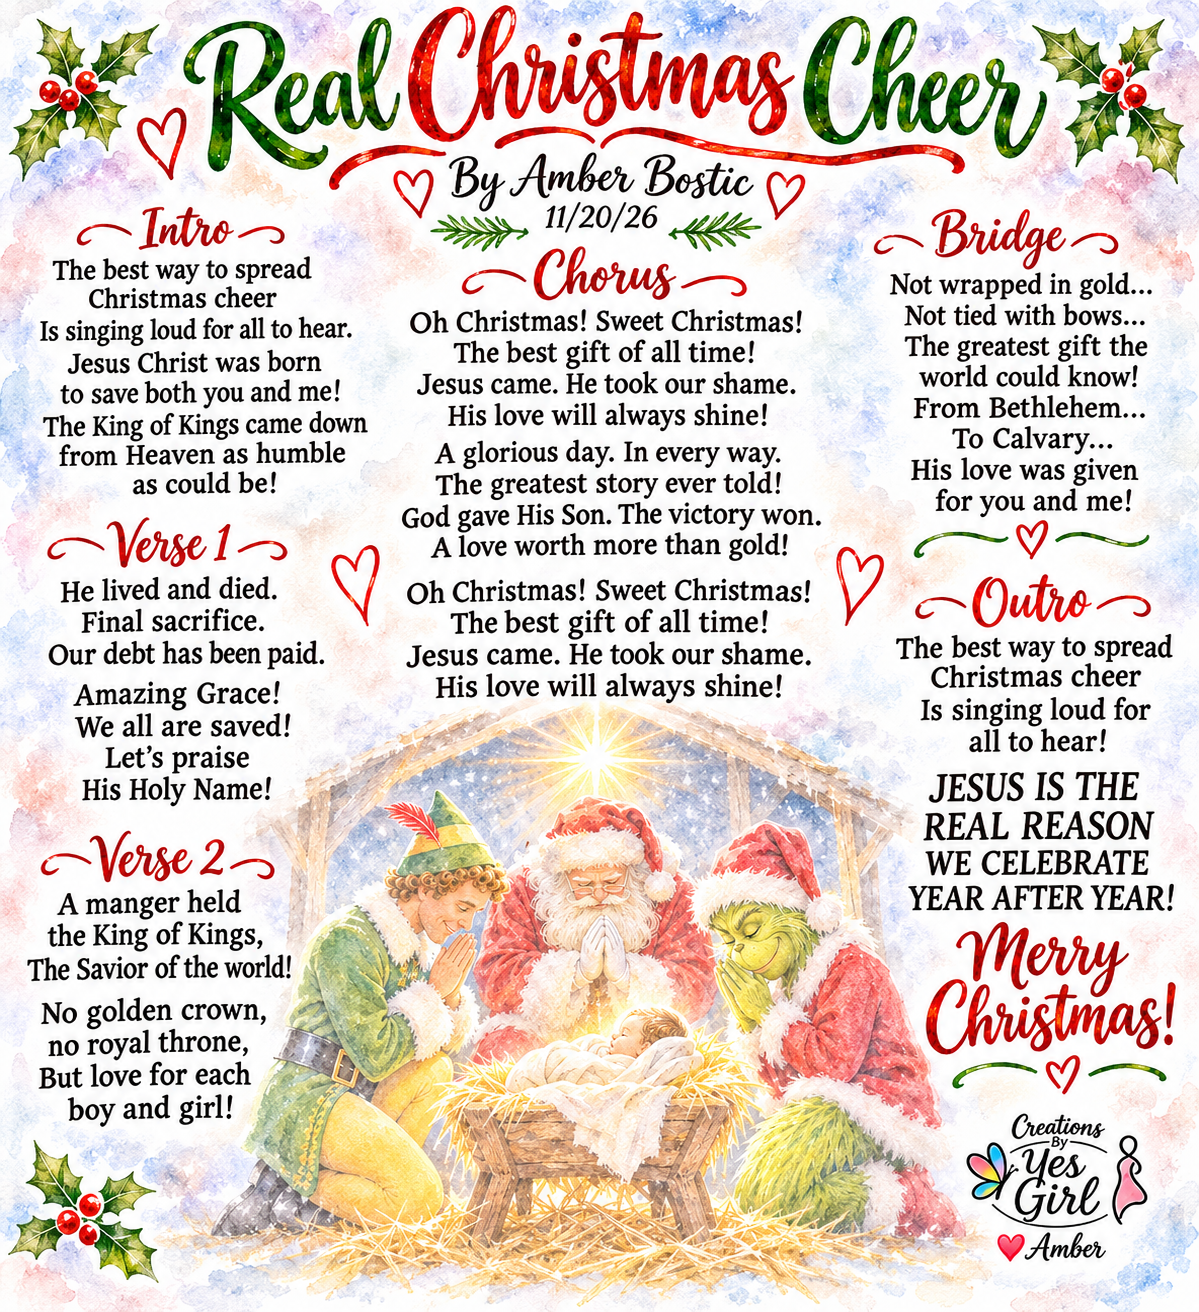 Real Christmas Cheer
By Amber Bostic
11/20/26
Intro
The best way to spread
Christmas cheer
Is singing loud for all to hear.
Jesus Christ was born
to save both you and me!
The King of Kings came down
from Heaven as humble
as could be!
Verse 1
He lived and died.
Final sacrifice.
Our debt has been paid.
Amazing Grace!
We all are saved!
Let's praise
His Holy Name!
Verse 2
A manger held
the King of Kings,
The Savior of the world!
No golden crown,
no royal throne,
But love for each
boy and girl!
Chorus
Oh Christmas! Sweet Christmas!
The best gift of all time!
Jesus came. He took our shame.
His love will always shine!
A glorious day. In every way.
The greatest story ever told!
God gave His Son. The victory won.
A love worth more than gold!
Oh Christmas! Sweet Christmas!
The best gift of all time!
Jesus came. He took our shame.
His love will always shine!
Bridge
Not wrapped in gold...
Not tied with bows...
The greatest gift the
world could know!
From Bethlehem...
To Calvary...
His love was given
for you and me!
Outro
The best way to spread
Christmas cheer
Is singing loud for
all to hear!
JESUS IS THE
REAL REASON
WE CELEBRATE
YEAR AFTER YEAR!
Merry
Christmas!
Creations
By
Yes
Girl
Amber